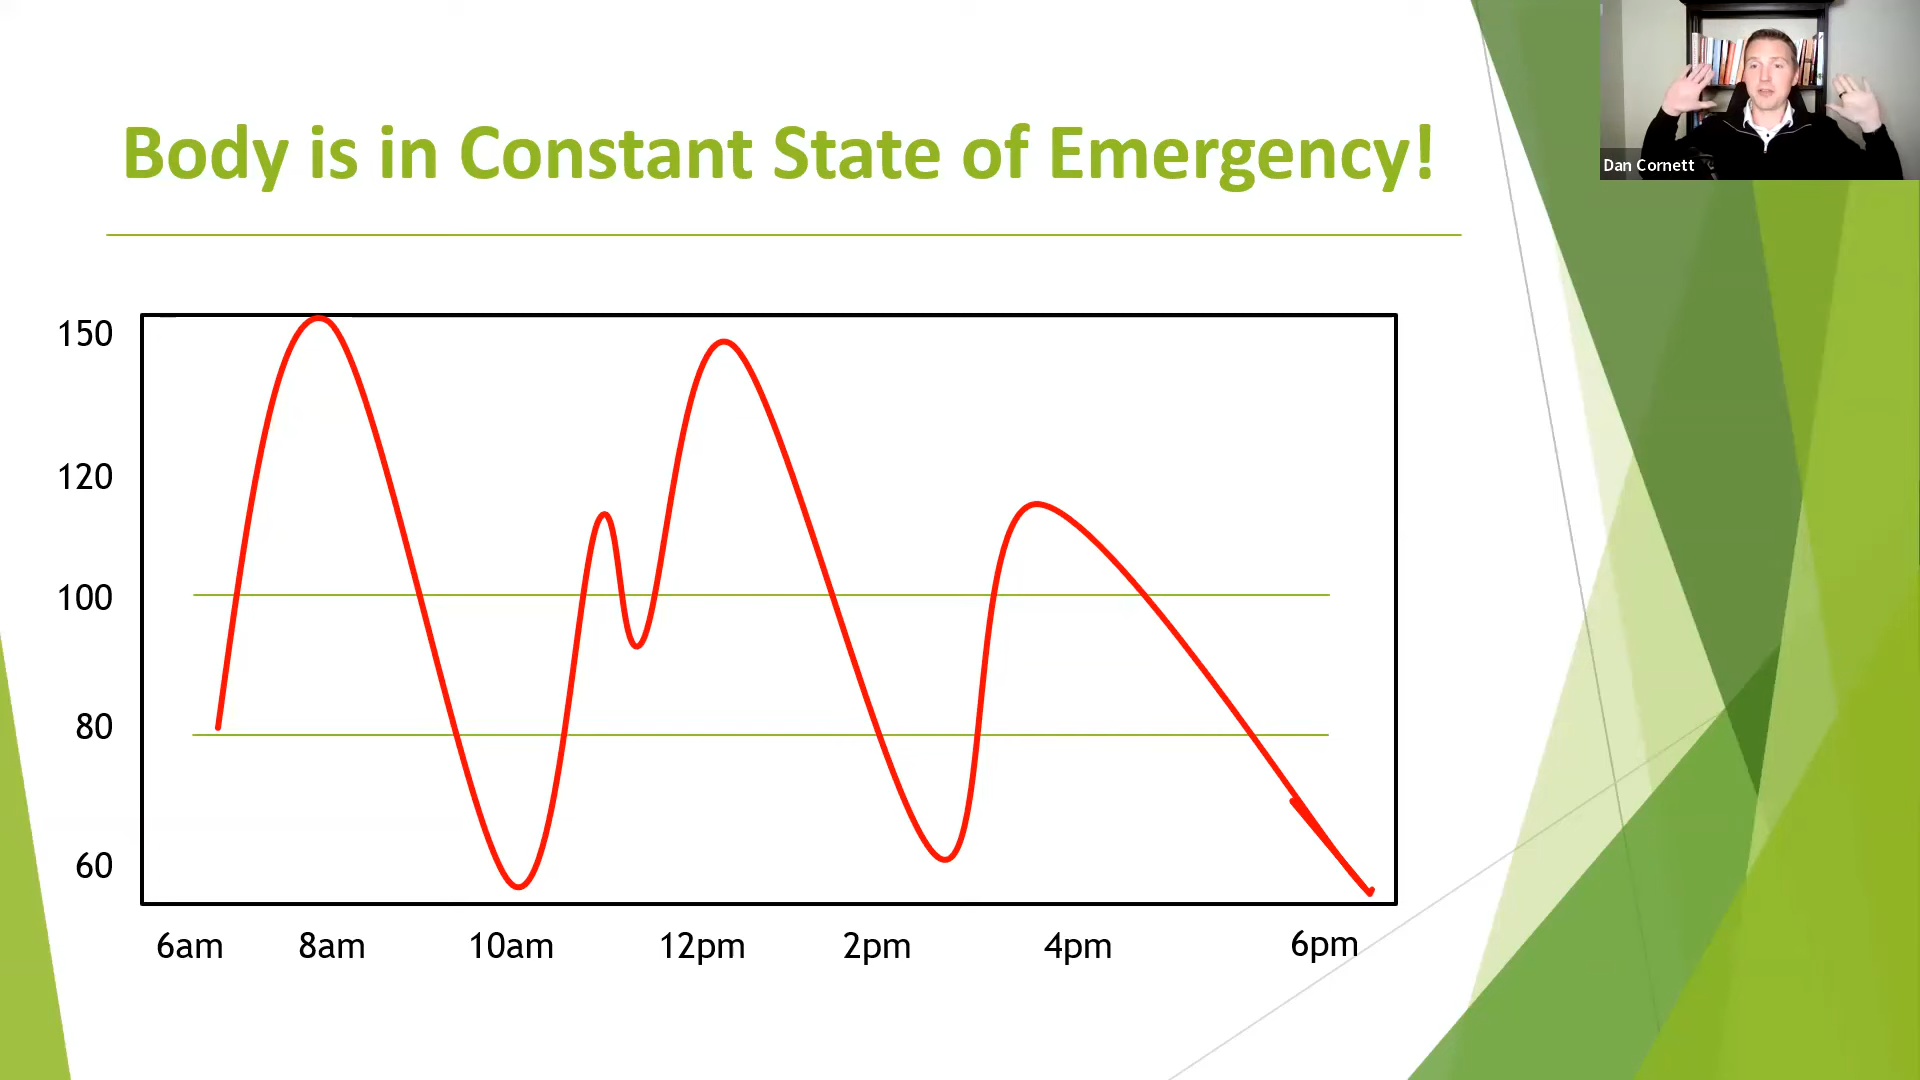 Body is in Constant State of Emergency!
Dan Cornett
150
120
100
80
60
6am 8am 10am 12pm 2pm 4pm 6pm